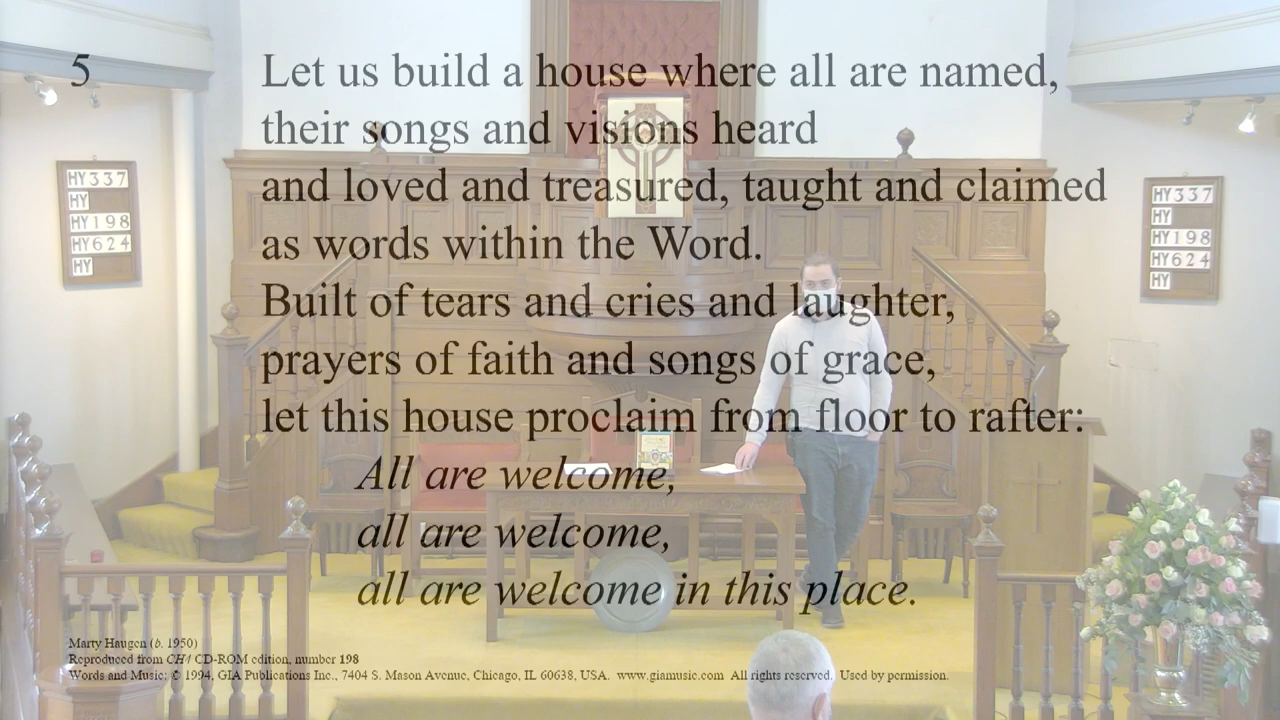 5
Let us build a house where all are named,
their songs and visions heard
and loved and treasured, taught and claimed
as words within the Word.
Built of tears and cries and laughter,
prayers of faith and songs of grace,
let this house proclaim from floor to rafter:
All are welcome,
all are welcome,
all are welcome in this place.
HY337
HY
HY198
HY624
HY
HY337
HY
HY198
HY624
HY
Marty Haugen (b. 1950)
Reproduced from CH4 CD-ROM edition, number 198
Words and Music: © 1994, GIA Publications Inc., 7404 S. Mason Avenue, Chicago, IL 60638, USA. www.giamusic.com All rights reserved. Used by permission.